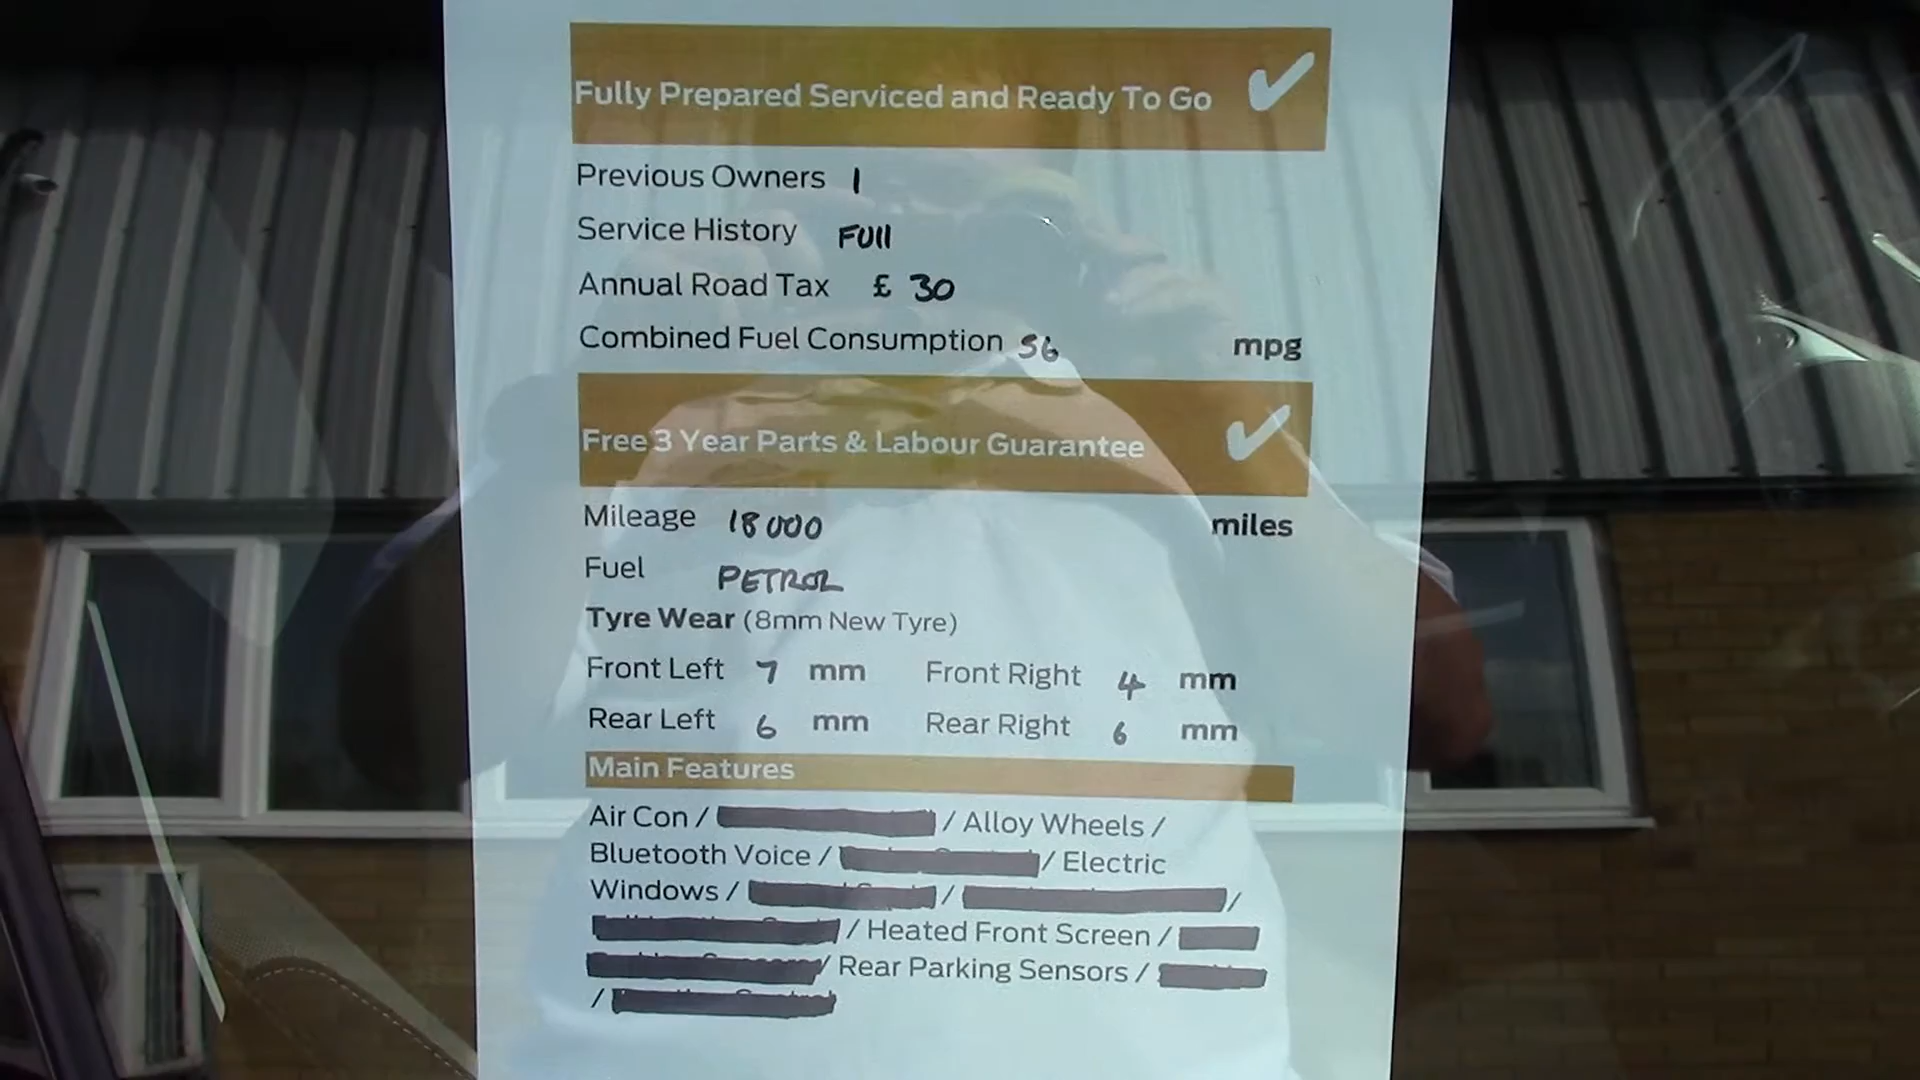 Fully Prepared Serviced and Ready To Go
Previous Owners 1
Service History FUll
Annual Road Tax £ 30
Combined Fuel Consumption 56 mpg
Free 3 Year Parts & Labour Guarantee
Mileage 18000 miles
Fuel PETROL
Tyre Wear (8mm New Tyre)
Front Left 7 mm Front Right 4 mm
Rear Left 6 mm Rear Right 6 mm
Main Features
Air Con / / Alloy Wheels /
Bluetooth Voice / / Electric
Windows / / /
/ Heated Front Screen /
/ Rear Parking Sensors /
/